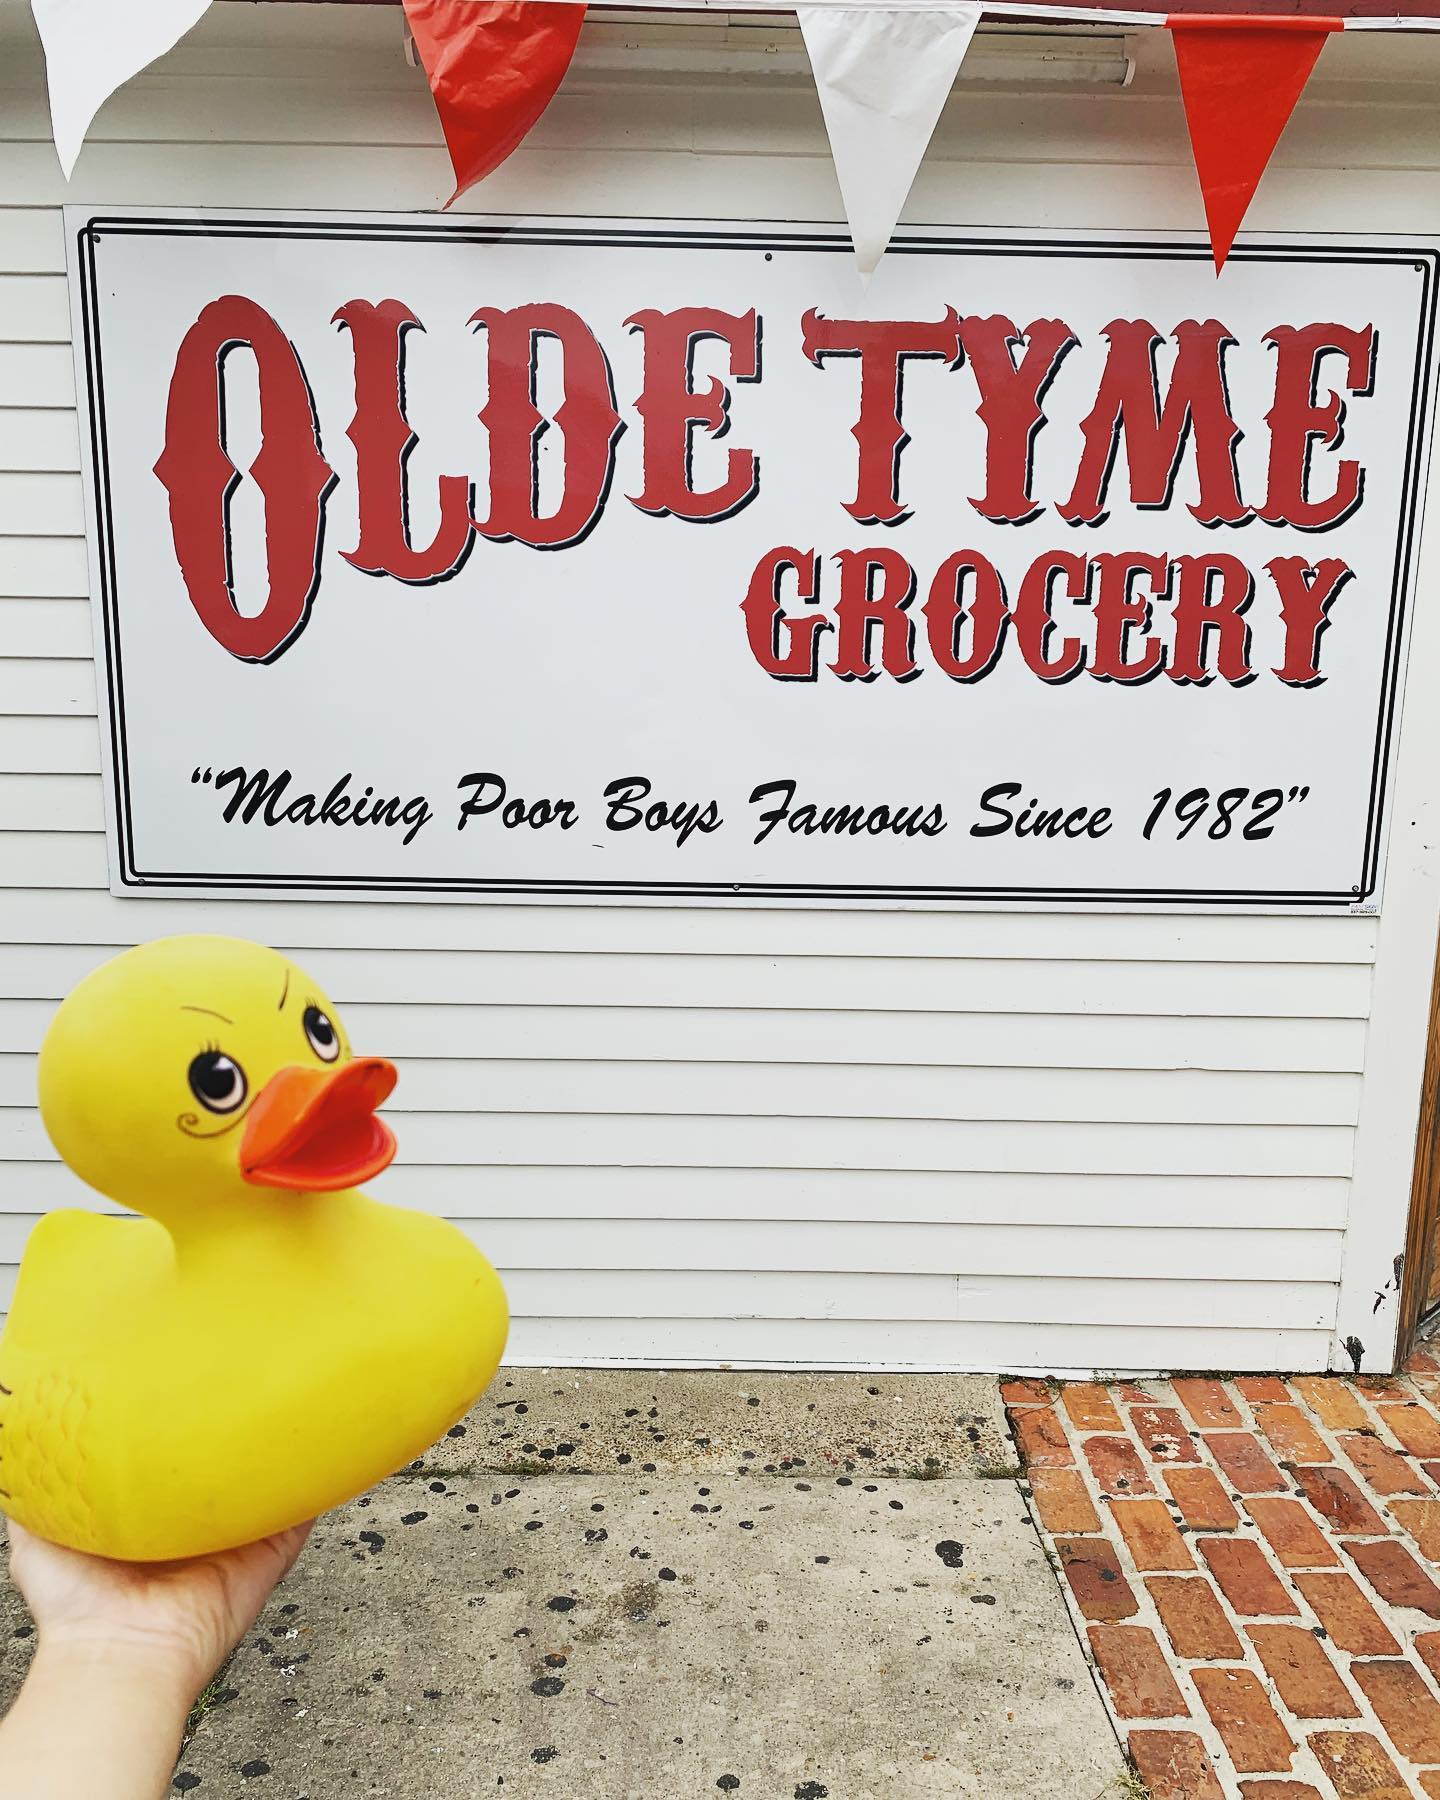 OLDE TYME
GROCERY
“Making Poor Boys Famous Since 1982”